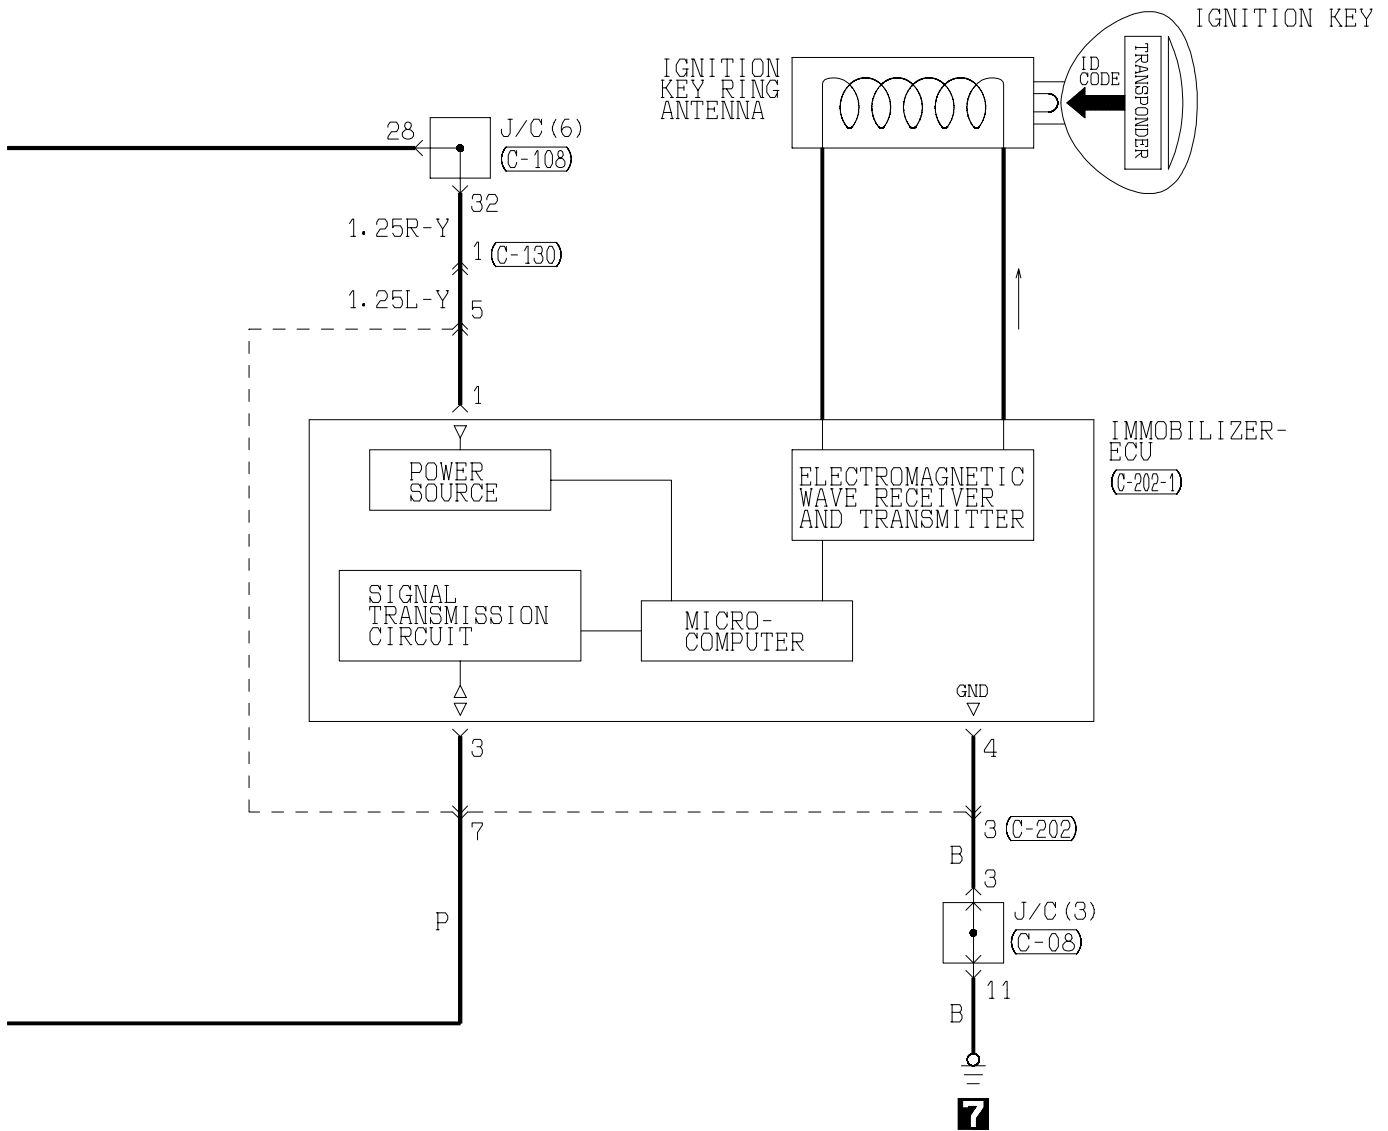 IGNITION KEY
IGNITION
KEY RING
ANTENNA
ID
CODE
TRANSPONDER
28
J/C(6)
C-108
32
1.25R-Y
1
C-130
1.25L-Y
5
1
IMMOBILIZER-
ECU
C-202-1
POWER
SOURCE
ELECTROMAGNETIC
WAVE RECEIVER
AND TRANSMITTER
SIGNAL
TRANSMISSION
CIRCUIT
MICRO-
COMPUTER
GND
3
4
7
3
C-202
B
3
P
J/C(3)
C-08
11
B
7